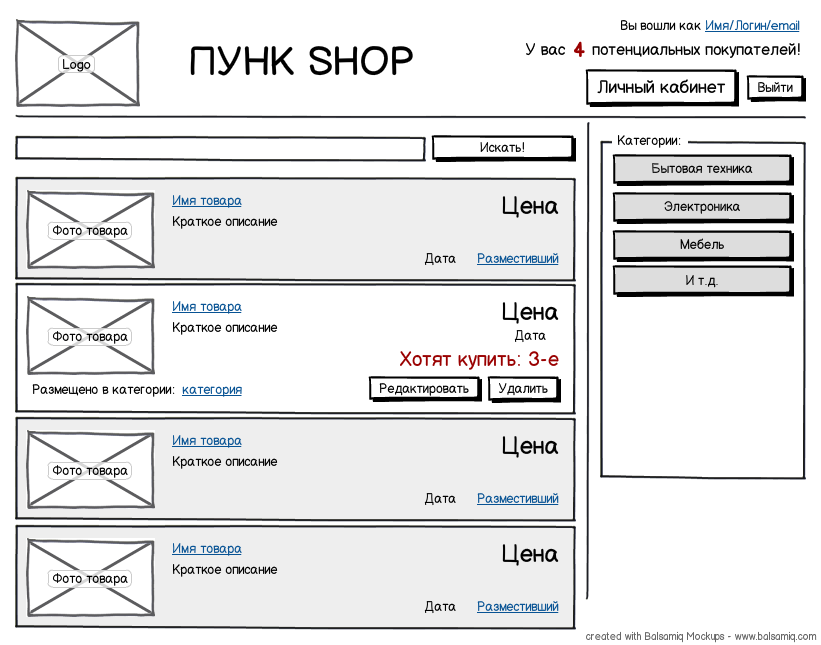 Вы вошли как Имя/Логин/email
У вас 4 потенциальных покупателей!
Logo
ПУНК SHOP
Личный кабинет
Выйти
Искать!
Категории:
Бытовая техника
Электроника
Мебель
И т.д.
Фото товара
Имя товара
Краткое описание
Цена
Дата
Разместивший
Фото товара
Имя товара
Краткое описание
Цена
Дата
Хотят купить: 3-е
Размещено в категории: категория
Редактировать
Удалить
Фото товара
Имя товара
Краткое описание
Цена
Дата
Разместивший
Фото товара
Имя товара
Краткое описание
Цена
Дата
Разместивший
created with Balsamiq Mockups - www.balsamiq.com